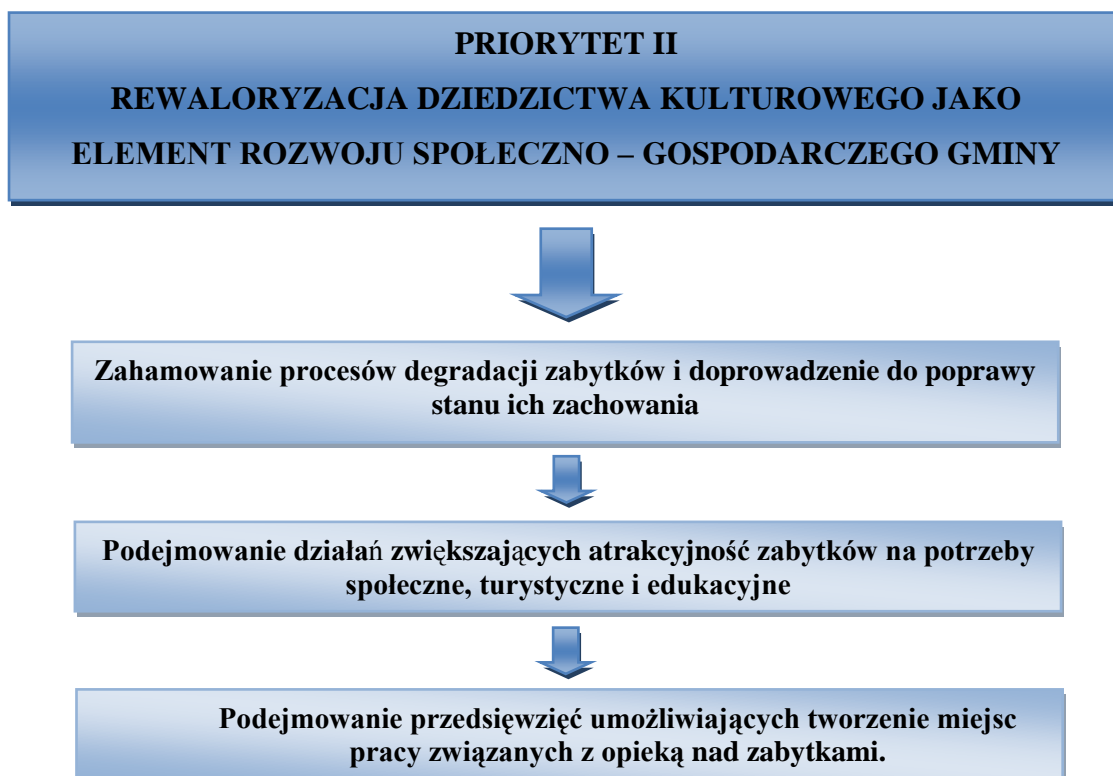 PRIORYTET II
REWALORYZACJA DZIEDZICTWA KULTUROWEGO JAKO
ELEMENT ROZWOJU SPOŁECZNO – GOSPODARCZEGO GMINY
Zahamowanie procesów degradacji zabytków i doprowadzenie do poprawy
stanu ich zachowania
Podejmowanie działań zwiększających atrakcyjność zabytków na potrzeby
społeczne, turystyczne i edukacyjne
Podejmowanie przedsięwzięć umożliwiających tworzenie miejsc
pracy związanych z opieką nad zabytkami.